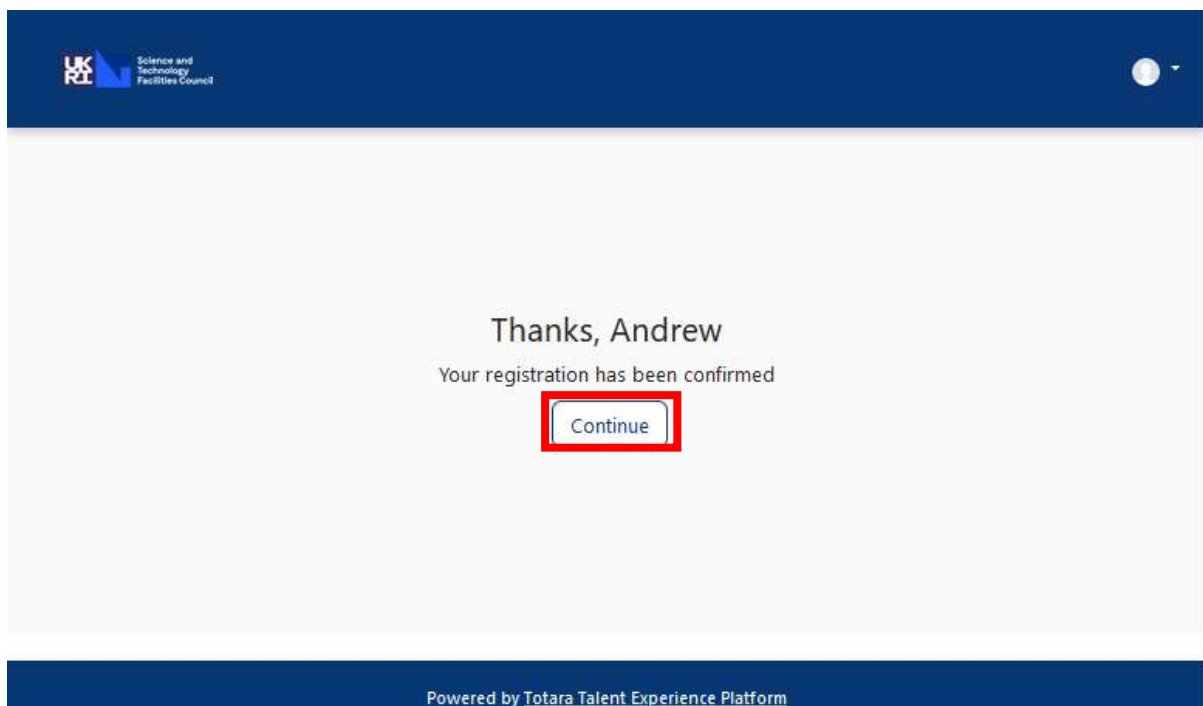 UK
RI
Science and
Technology
Facilities Council
Thanks, Andrew
Your registration has been confirmed
Continue
Powered by Totara Talent Experience Platform